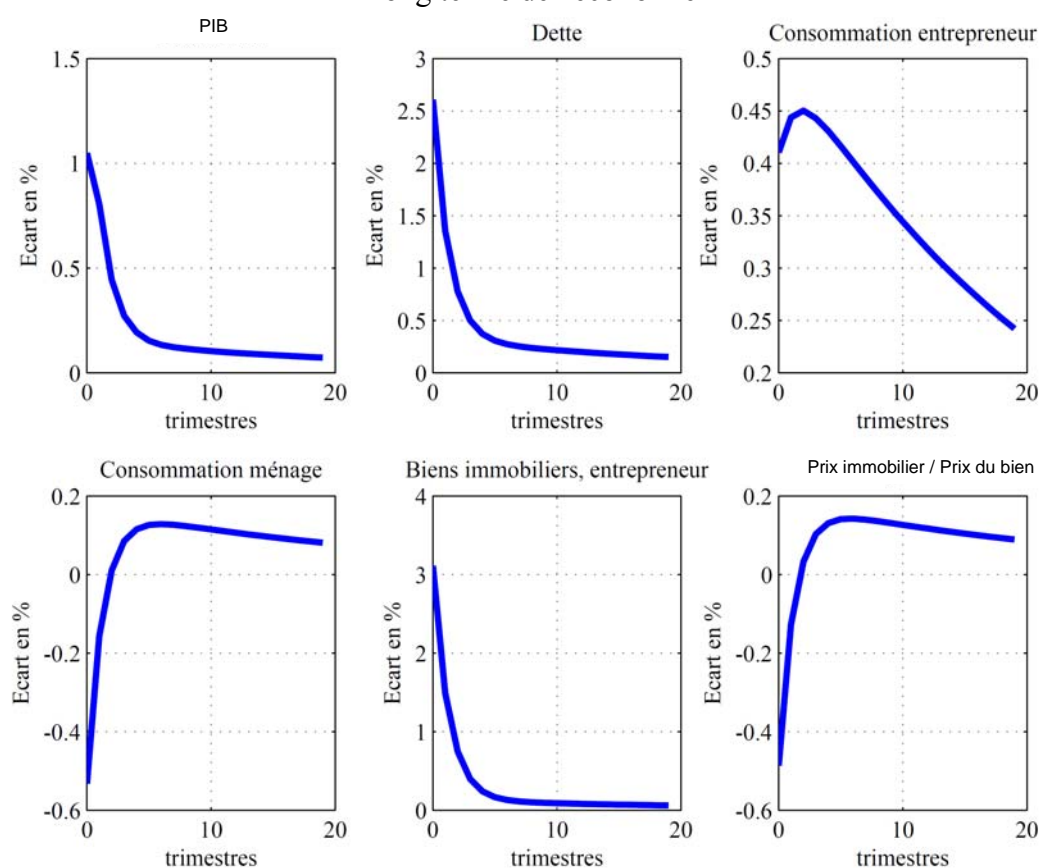 PIB
Dette
Consommation entrepreneur
1.5
1
0.5
0
Ecart en %
0 10 20
trimestres
3
2.5
2
1.5
1
0.5
0
Ecart en %
0 10 20
trimestres
0.5
0.45
0.4
0.35
0.3
0.25
0.2
Ecart en %
0 10 20
trimestres
Consommation ménage
Biens immobiliers, entrepreneur
Prix immobilier / Prix du bien
0.2
0
-0.2
-0.4
-0.6
Ecart en %
0 10 20
trimestres
4
3
2
1
0
Ecart en %
0 10 20
trimestres
0.2
0
-0.2
-0.4
-0.6
Ecart en %
0 10 20
trimestres